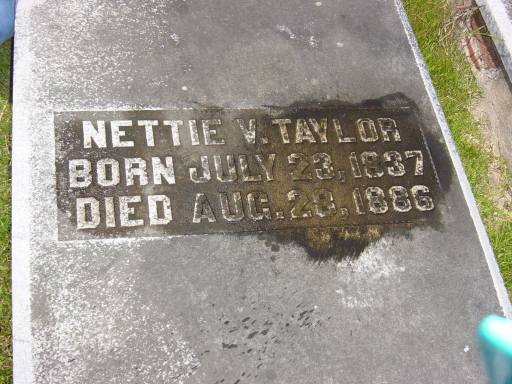 NETTIE V. TAYLOR
BORN JULY 23, 1837
DIED AUG. 28, 1886